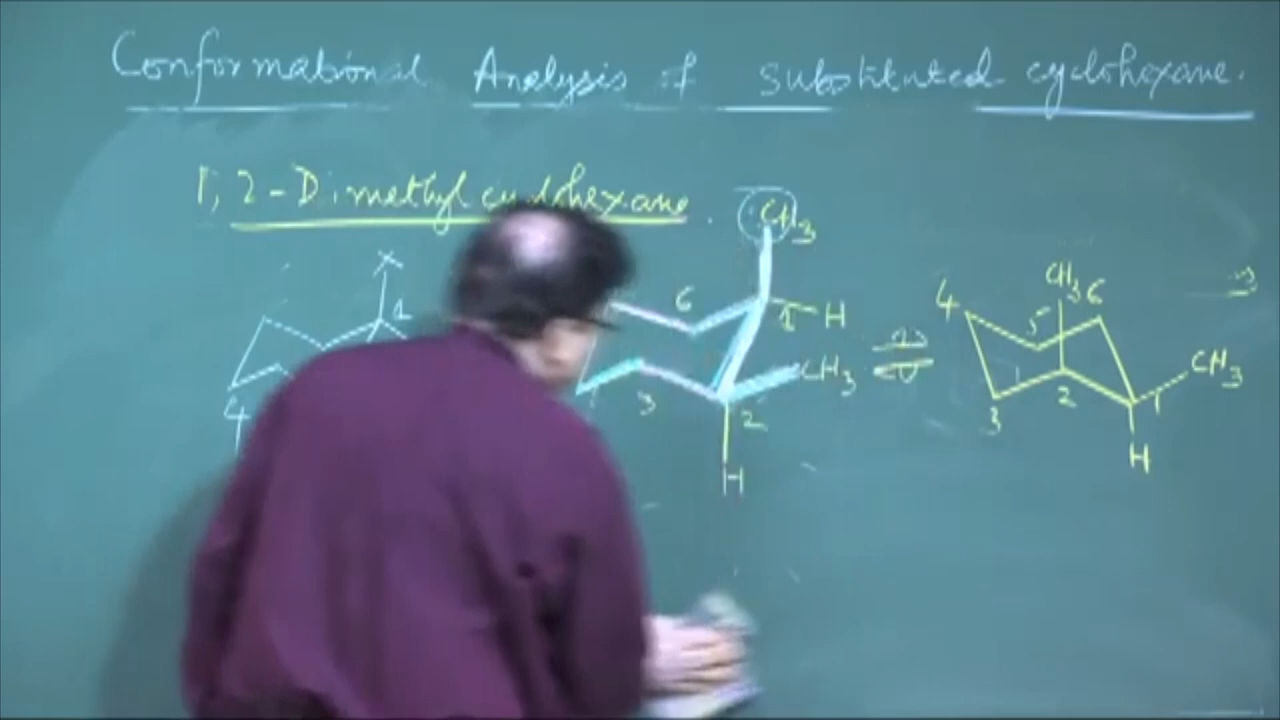 Conformational Analysis of substituted cyclohexane.
1,2-Dimethylcyclohexane.
CH3
X
1
4
6
1
H
CH3
3
2
H
4
CH3
6
5
CH3
3
2
1
H